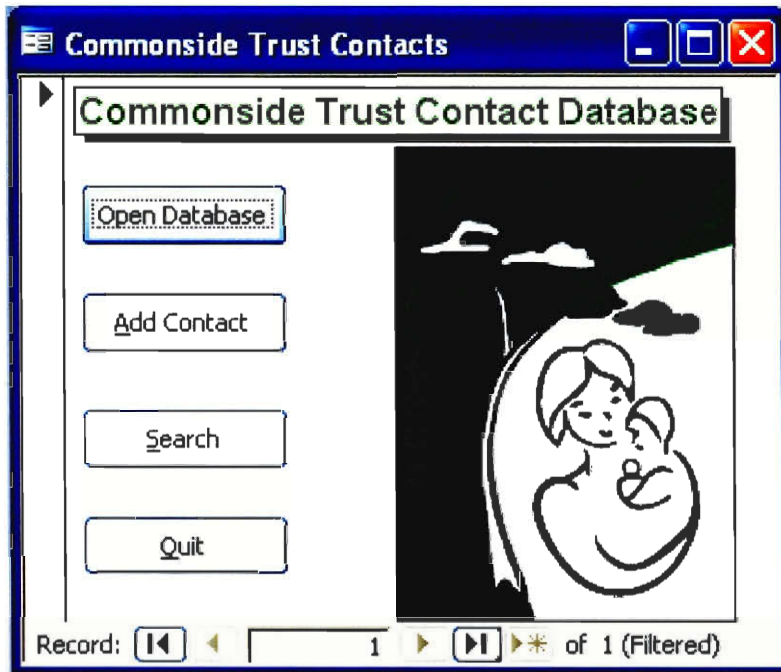 Commonside Trust Contacts
Commonside Trust Contact Database
Open Database
Add Contact
Search
Quit
Record: 1 of 1 (Filtered)